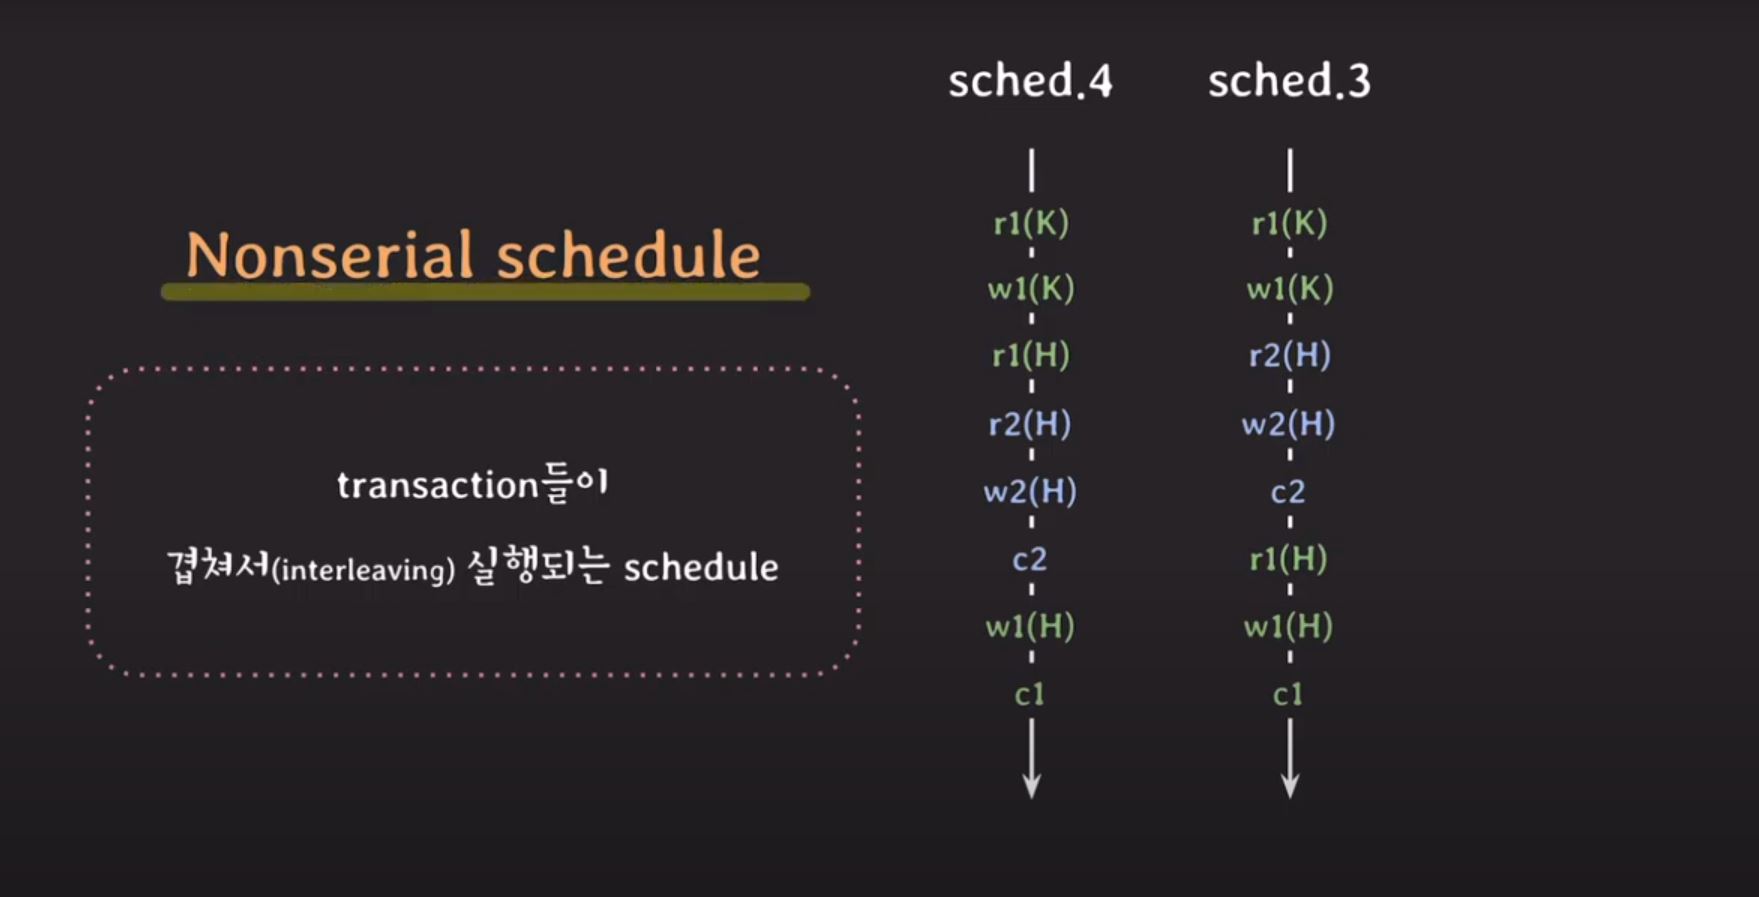 Nonserial schedule
transaction들이
겹쳐서(interleaving) 실행되는 schedule
sched.4
r1(K)
w1(K)
r1(H)
r2(H)
w2(H)
c2
w1(H)
c1
sched.3
r1(K)
w1(K)
r2(H)
w2(H)
c2
r1(H)
w1(H)
c1